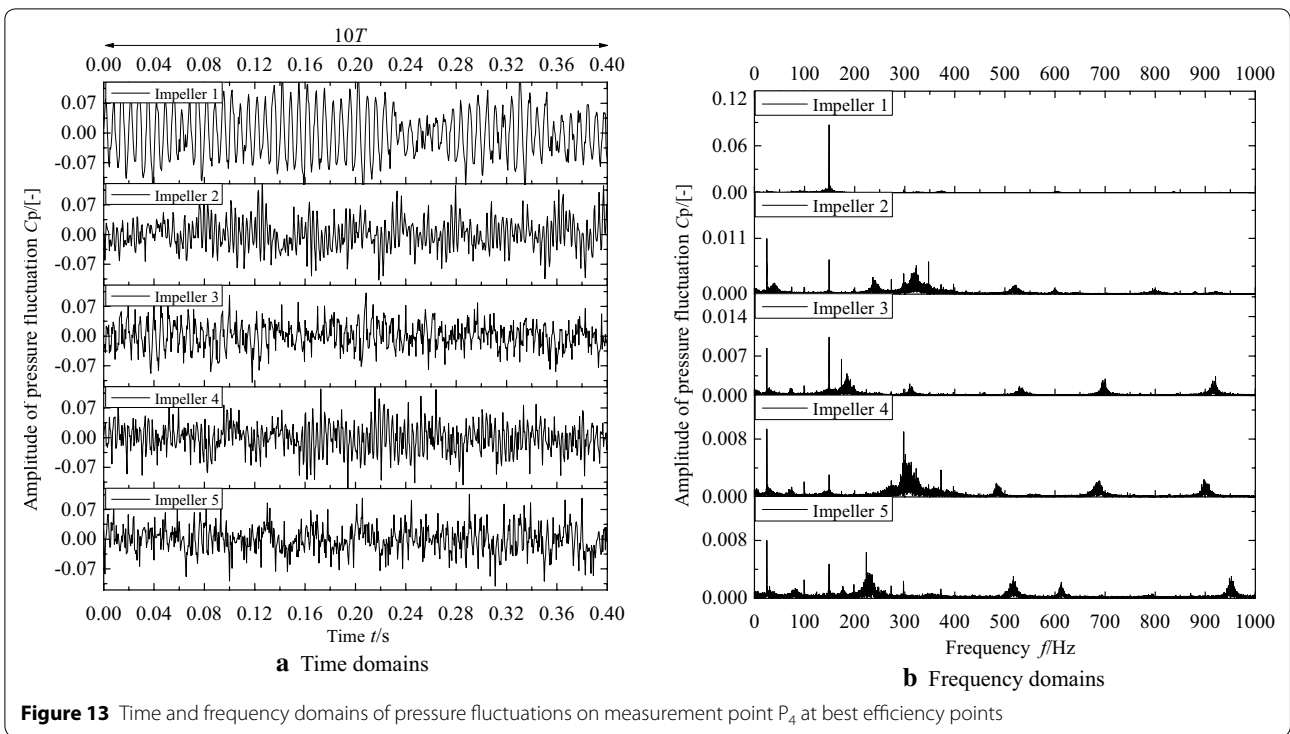 10T
0.00 0.04 0.08 0.12 0.16 0.20 0.24 0.28 0.32 0.36 0.40
Amplitude of pressure fluctuation Cp/[-]
Impeller 1
0.07
0.00
-0.07
Impeller 2
0.07
0.00
-0.07
Impeller 3
0.07
0.00
-0.07
Impeller 4
0.07
0.00
-0.07
Impeller 5
0.07
0.00
-0.07
0.00 0.04 0.08 0.12 0.16 0.20 0.24 0.28 0.32 0.36 0.40
Time t/s
a Time domains
0 100 200 300 400 500 600 700 800 900 1000
Amplitude of pressure fluctuation Cp/[-]
0.12
Impeller 1
0.06
0.00
Impeller 2
0.011
0.000
Impeller 3
0.014
0.007
0.000
Impeller 4
0.008
0.000
Impeller 5
0.008
0.000
0 100 200 300 400 500 600 700 800 900 1000
Frequency f/Hz
b Frequency domains
Figure 13 Time and frequency domains of pressure fluctuations on measurement point P4 at best efficiency points